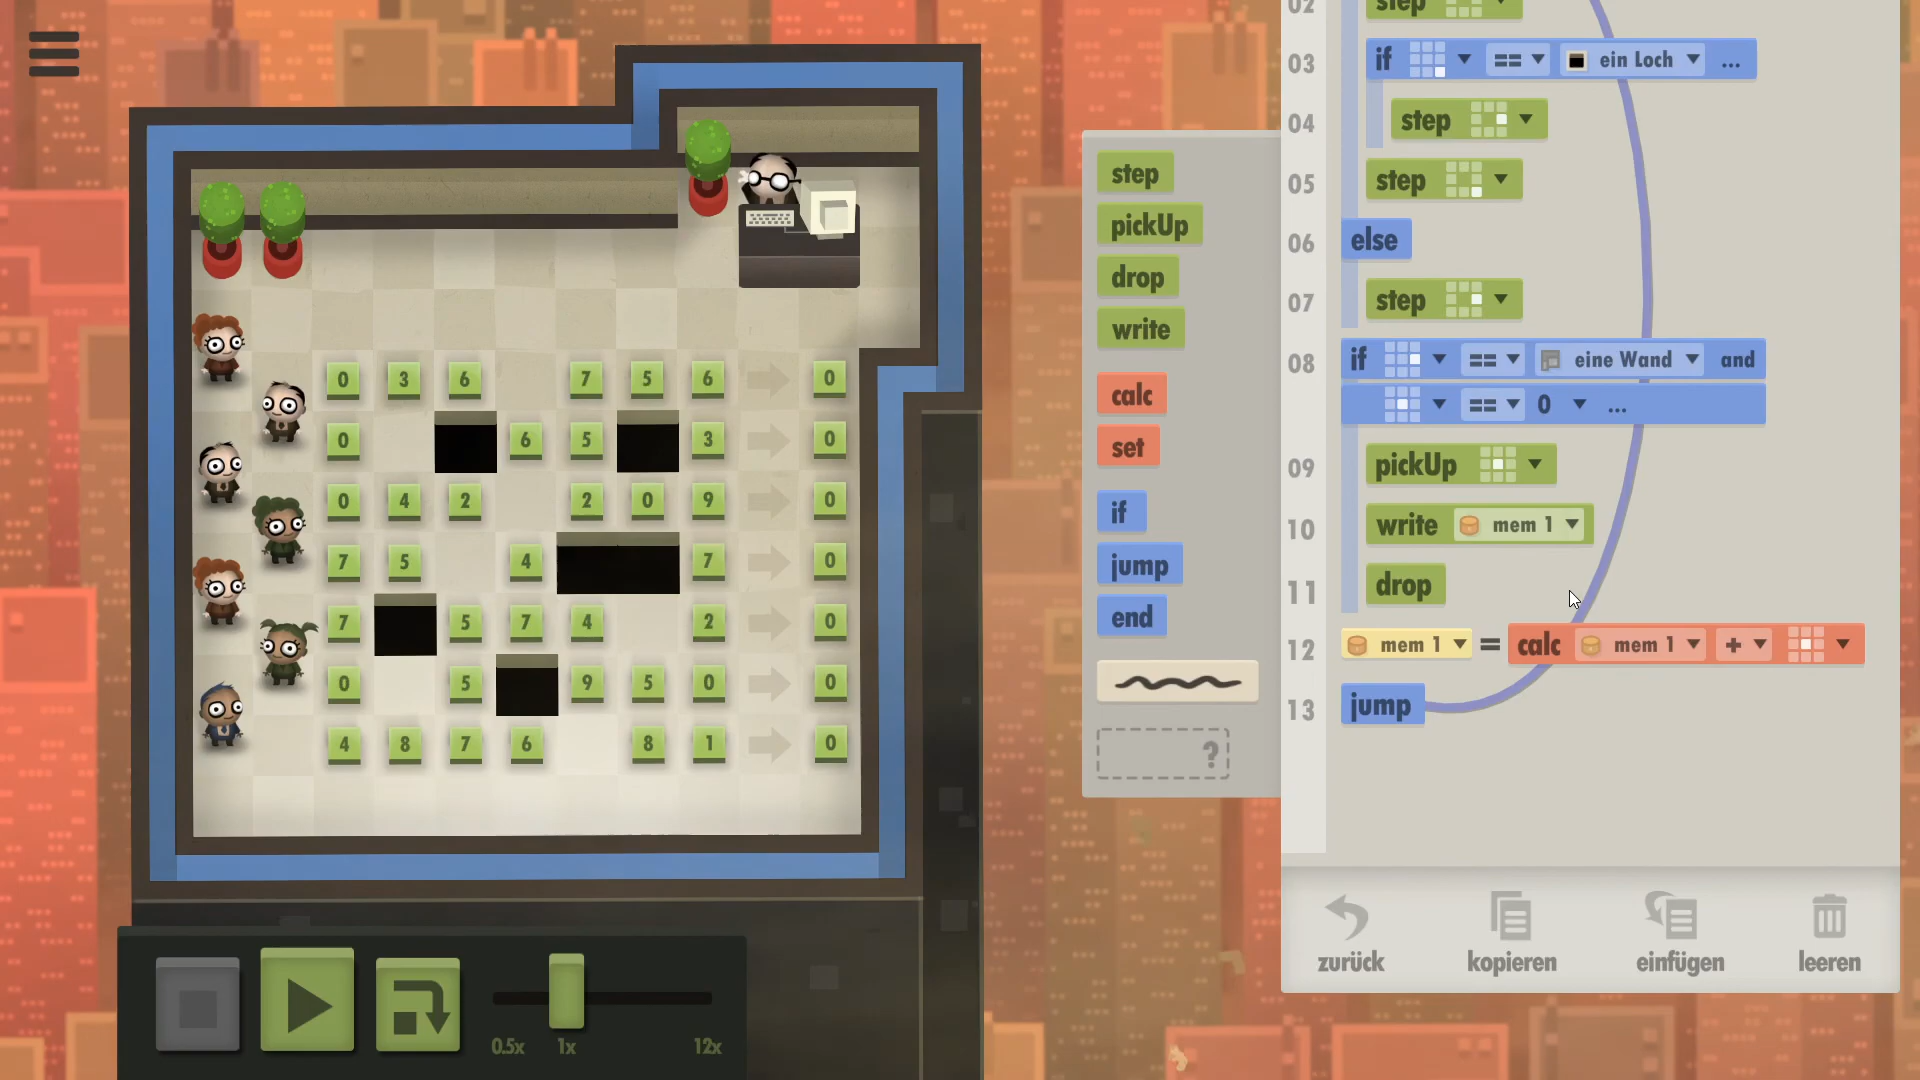 02 step
03 if == ein Loch ...
04 step
05 step
06 else
07 step
08 if == eine Wand and
== 0 ...
09 pickUp
10 write mem 1
11 drop
12 mem 1 = calc mem 1 +
13 jump
step
pickUp
drop
write
calc
set
if
jump
end
?
0 3 6 7 5 6 0
0 6 5 3 0
0 4 2 2 0 9 0
7 5 4 7 0
7 5 7 4 2 0
0 5 9 5 0 0
4 8 7 6 8 1 0
0.5x 1x 12x
zurück kopieren einfügen leeren